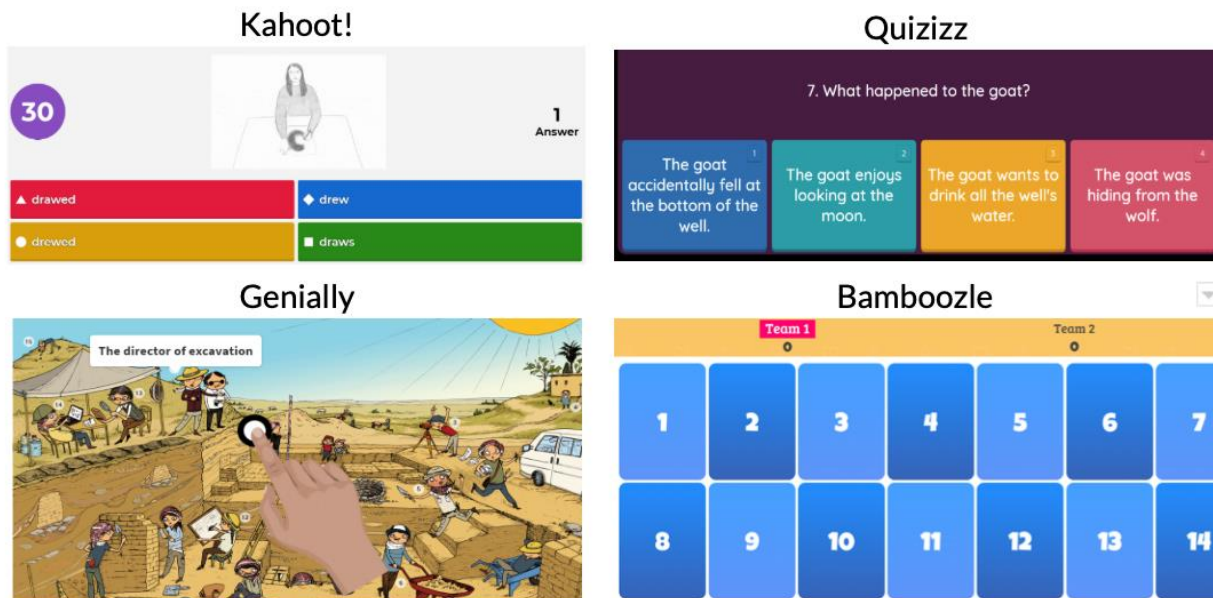 Kahoot!
30
1
Answer
drawed
drew
drewed
draws
Quizizz
7. What happened to the goat?
1
The goat
accidentally fell at
the bottom of the
well.
2
The goat enjoys
looking at the
moon.
3
The goat wants to
drink all the well's
water.
4
The goat was
hiding from the
wolf.
Genially
The director of excavation
15
14
13
12
Bamboozle
Team 1
0
Team 2
0
1 2 3 4 5 6 7
8 9 10 11 12 13 14